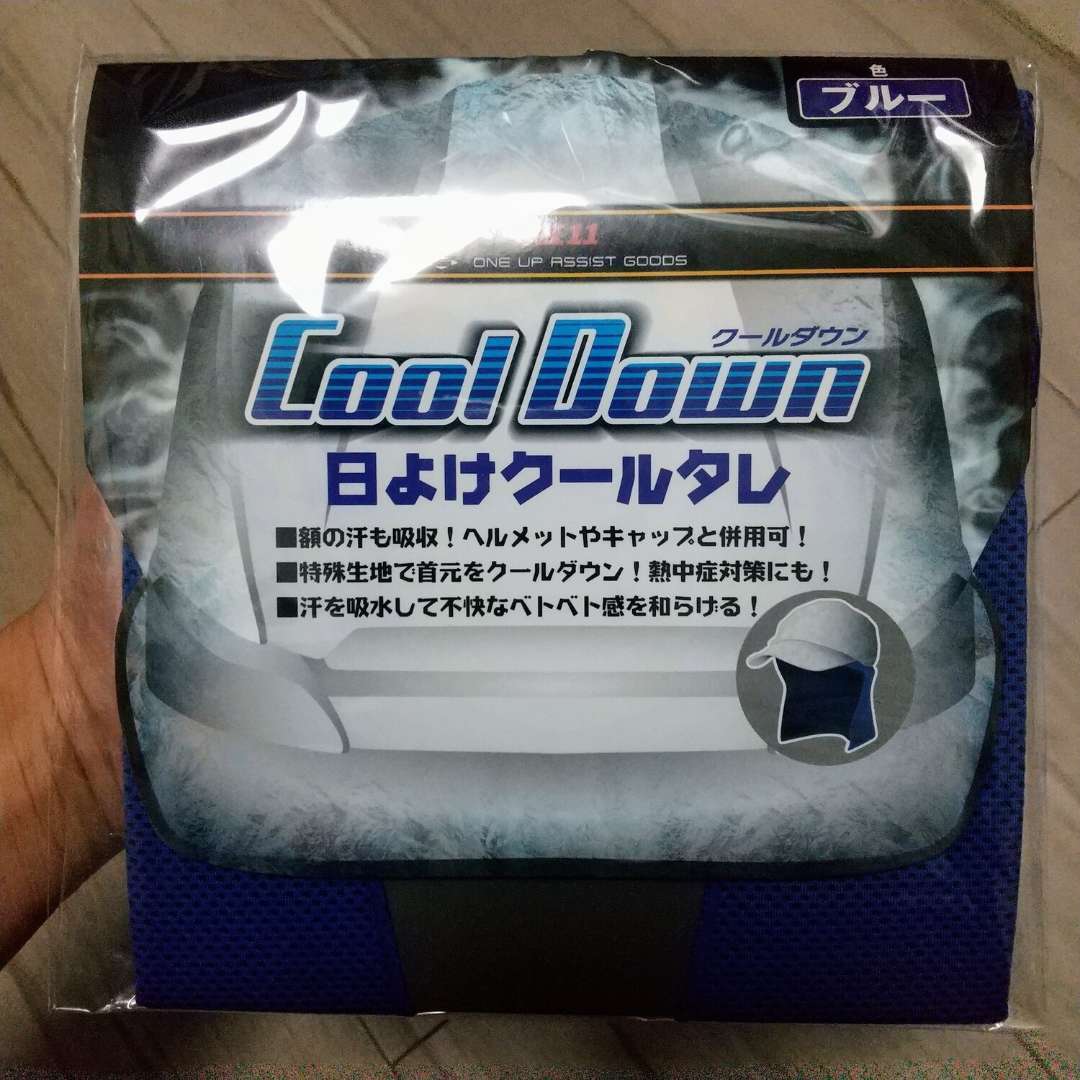 色
ブルー
ONE UP ASSIST GOODS
クールダウン
Cool Down
日よけクールタレ
■額の汗も吸収！ヘルメットやキャップと併用可！
■特殊生地で首元をクールダウン！熱中症対策にも！
■汗を吸水して不快なベトベト感を和らげる！